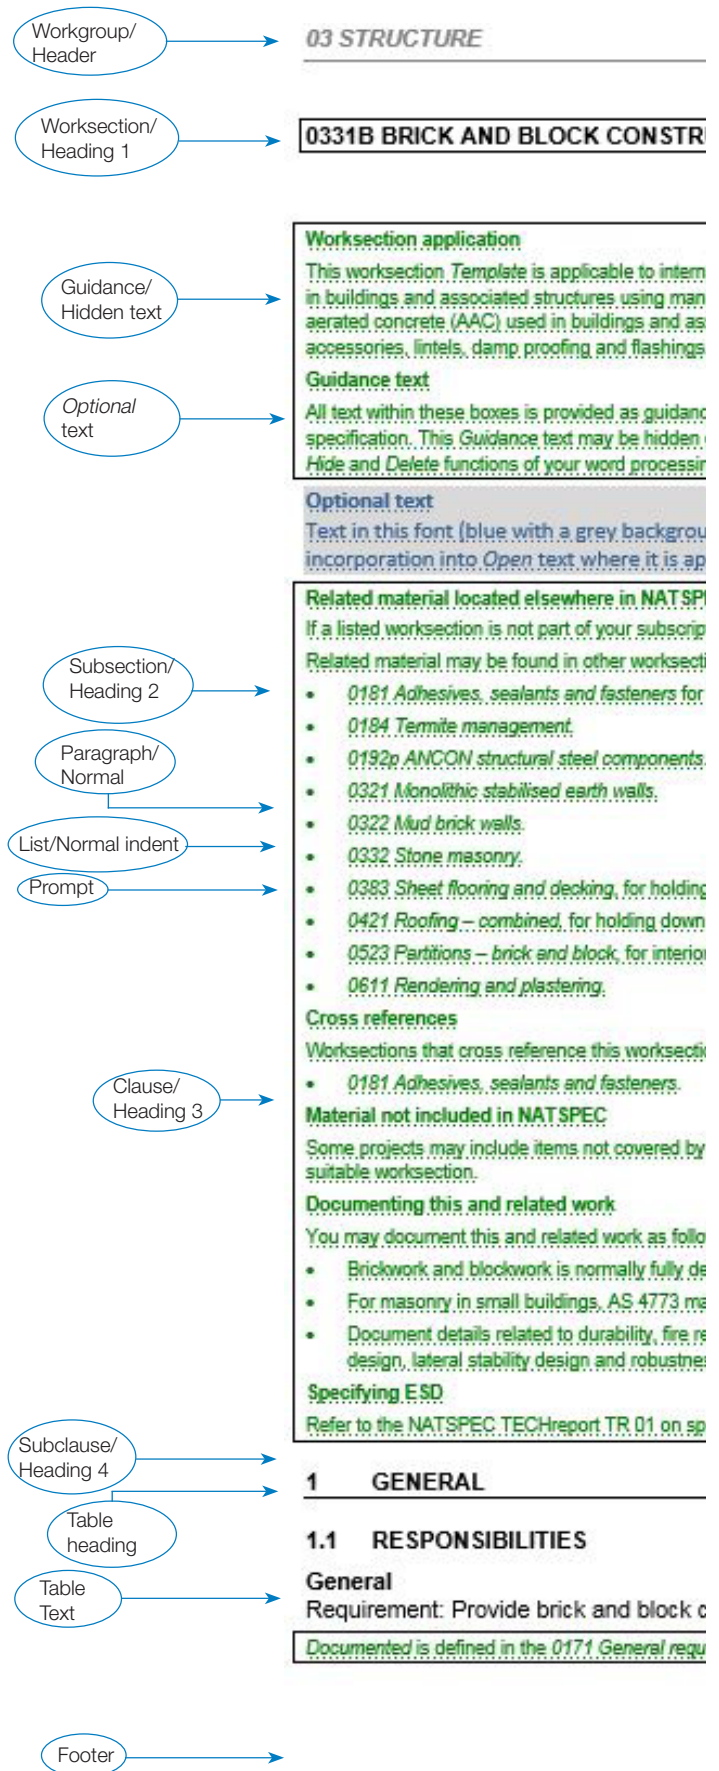 Workgroup/
Header
03 STRUCTURE
Worksection/
Heading 1
0331B BRICK AND BLOCK CONSTR
Worksection application
This worksection Template is applicable to intern
in buildings and associated structures using man
aerated concrete (AAC) used in buildings and as
accessories, lintels, damp proofing and flashings
Guidance/
Hidden text
Guidance text
All text within these boxes is provided as guidanc
specification. This Guidance text may be hidden
Hide and Delete functions of your word processin
Optional
text
Optional text
Text in this font (blue with a grey backgrou
incorporation into Open text where it is ap
Related material located elsewhere in NATSPE
If a listed worksection is not part of your subscrip
Related material may be found in other worksecti
Subsection/
Heading 2
• 0181 Adhesives, sealants and fasteners for
• 0184 Termite management.
• 0192p ANCON structural steel components.
Paragraph/
Normal
• 0321 Monolithic stabilised earth walls.
• 0322 Mud brick walls.
List/Normal indent
• 0332 Stone masonry.
Prompt
• 0383 Sheet flooring and decking, for holding
• 0421 Roofing – combined, for holding down
• 0523 Partitions – brick and block, for interior
• 0611 Rendering and plastering.
Cross references
Worksections that cross reference this worksectio
• 0181 Adhesives, sealants and fasteners.
Clause/
Heading 3
Material not included in NATSPEC
Some projects may include items not covered by
suitable worksection.
Documenting this and related work
You may document this and related work as follo
• Brickwork and blockwork is normally fully de
• For masonry in small buildings, AS 4773 ma
• Document details related to durability, fire re
design, lateral stability design and robustnes
Specifying ESD
Refer to the NATSPEC TECHreport TR 01 on sp
Subclause/
Heading 4
1 GENERAL
Table
heading
1.1 RESPONSIBILITIES
General
Requirement: Provide brick and block c
Table
Text
Documented is defined in the 0171 General requ
Footer